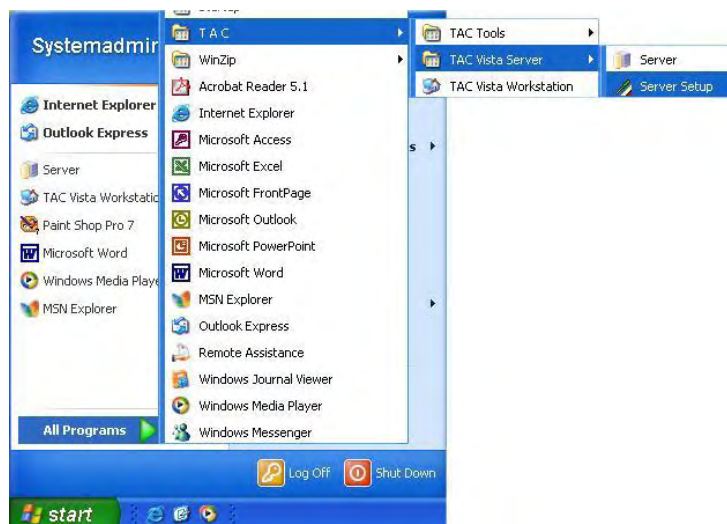 Systemadmin
Internet Explorer
Outlook Express
Server
TAC Vista Workstatic
Paint Shop Pro 7
Microsoft Word
Windows Media Playe
MSN Explorer
All Programs
TAC
WinZip
Acrobat Reader 5.1
Internet Explorer
Microsoft Access
Microsoft Excel
Microsoft FrontPage
Microsoft Outlook
Microsoft PowerPoint
Microsoft Word
MSN Explorer
Outlook Express
Remote Assistance
Windows Journal Viewer
Windows Media Player
Windows Messenger
s
TAC Tools
TAC Vista Server
TAC Vista Workstation
Server
Server Setup
Log Off
Shut Down
start